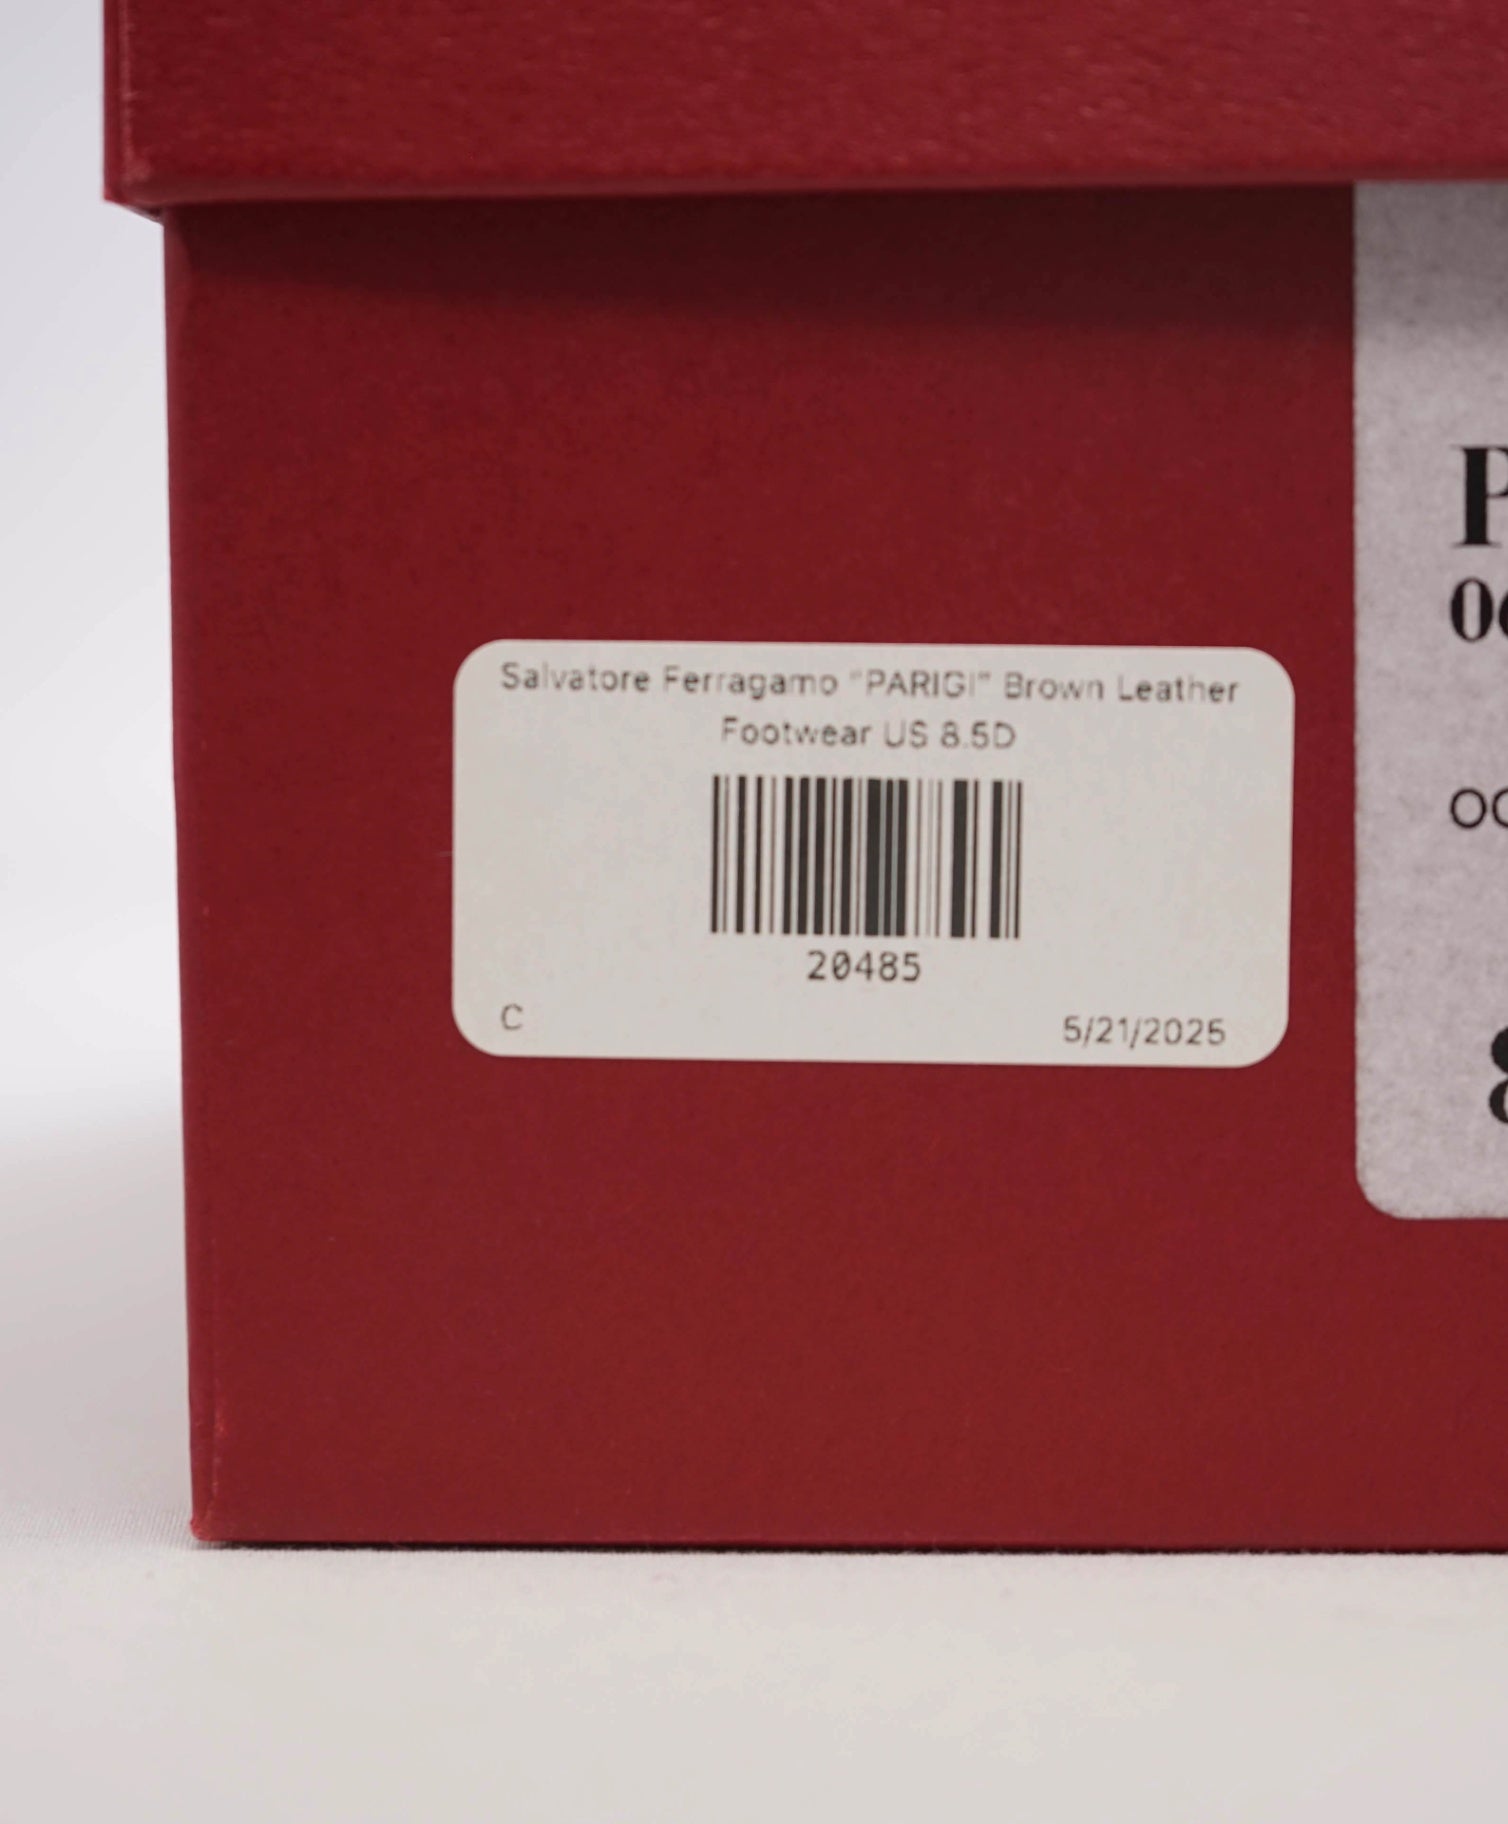 Salvatore Ferragamo "PARIGI" Brown Leather
Footwear US 8.5D
20485
C
5/21/2025